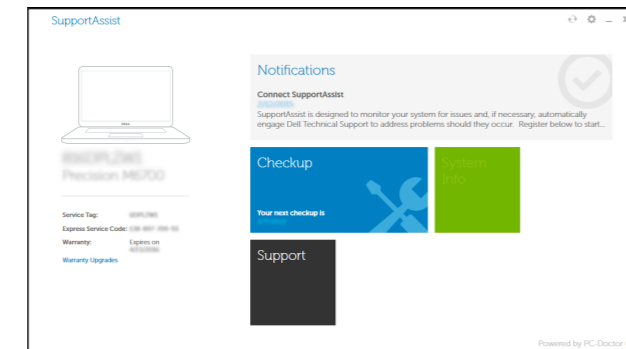 SupportAssist
Notifications
Connect SupportAssist
SupportAssist is designed to monitor your system for issues and, if necessary, automatically
engage Dell Technical Support to address problems should they occur. Register below to start...
Precision M6700
Checkup
System
Info
Your next checkup is
Service Tag:
Express Service Code:
Warranty: Expires on
Warranty Upgrades
Support
Powered by PC-Doctor